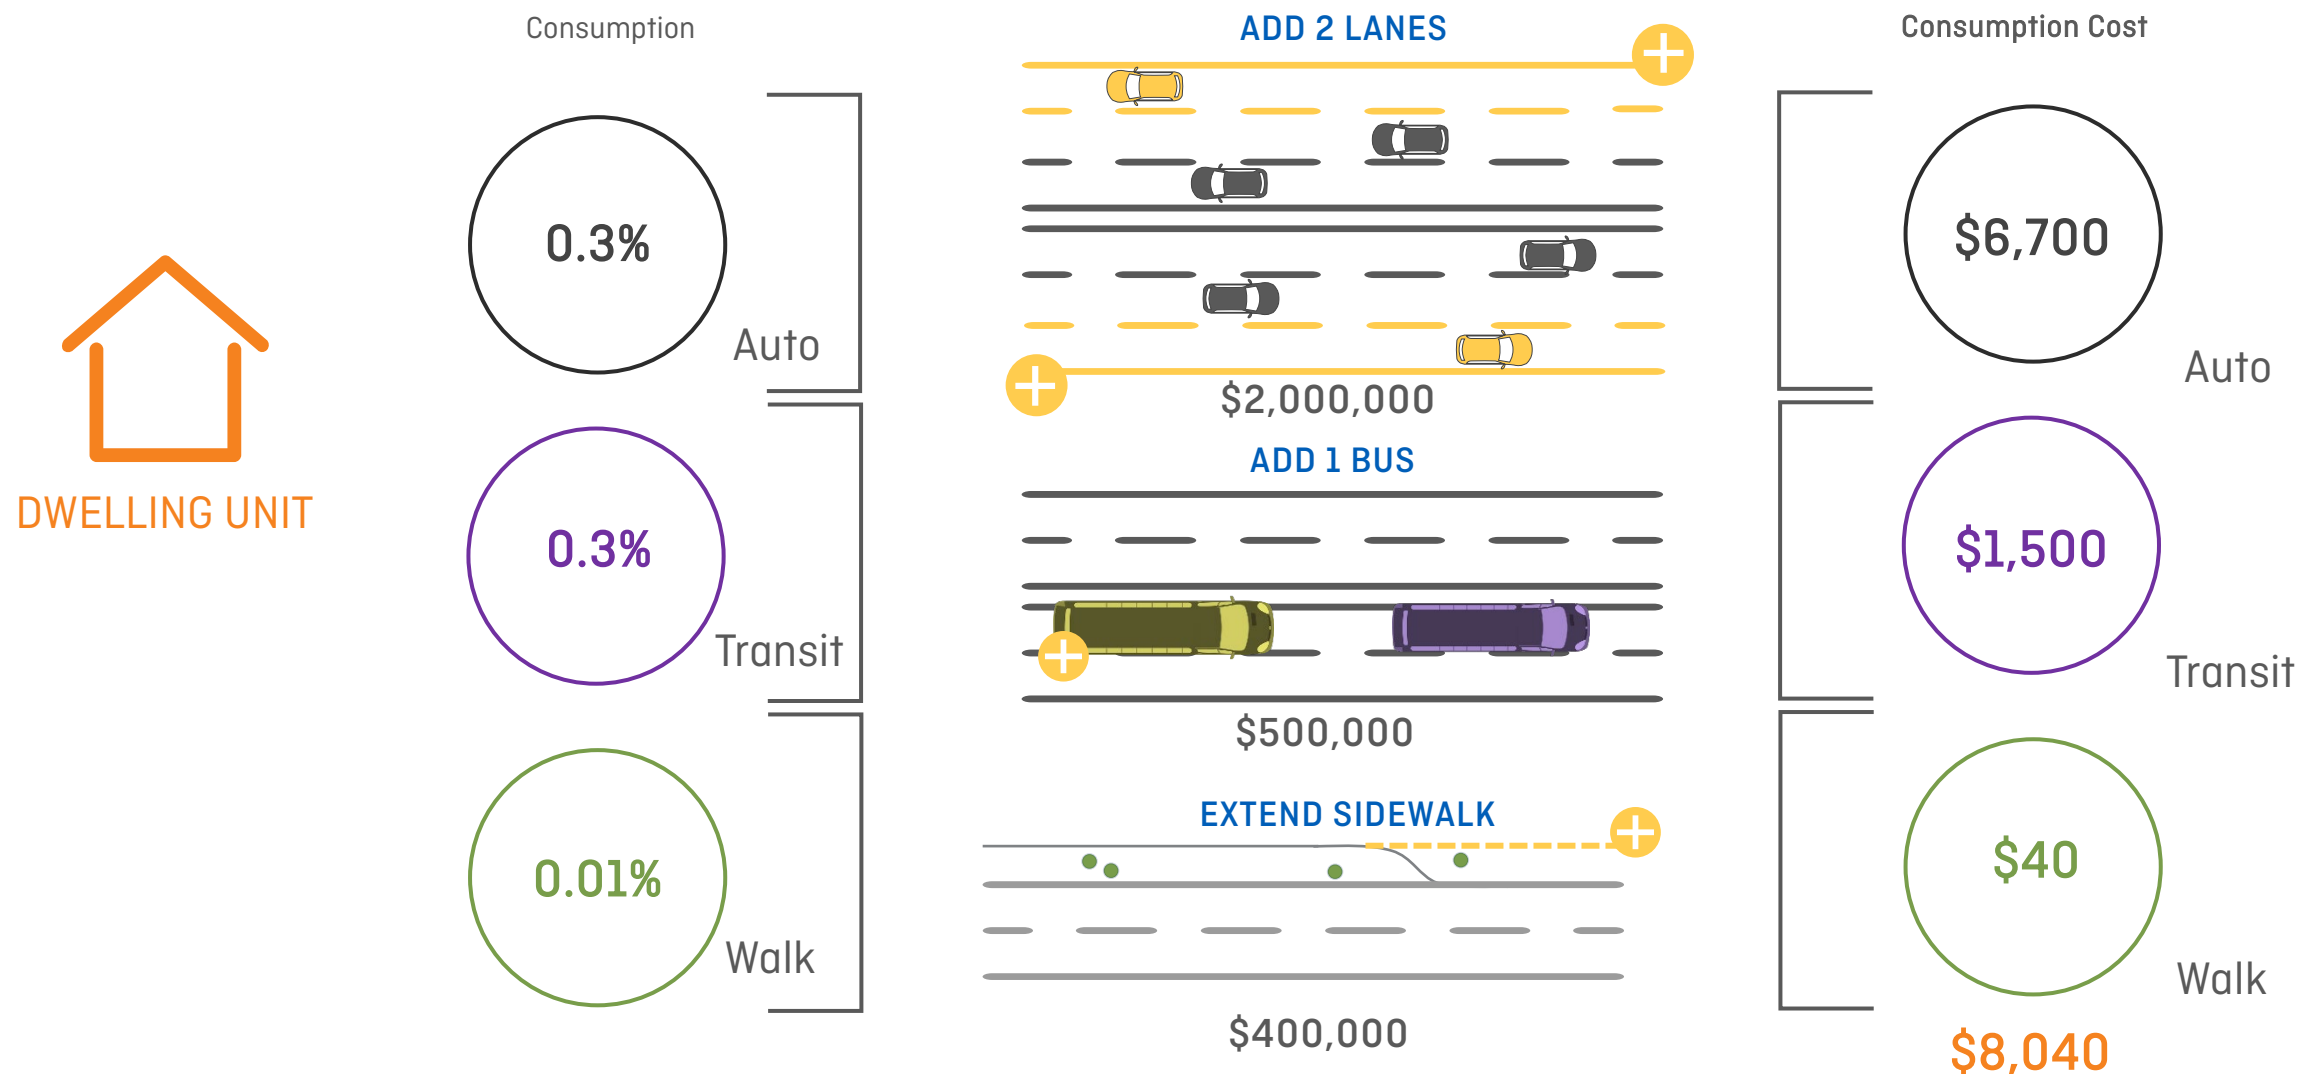 Consumption
ADD 2 LANES
Consumption Cost
0.3%
Auto
$2,000,000
$6,700
Auto
DWELLING UNIT
ADD 1 BUS
0.3%
Transit
$500,000
$1,500
Transit
EXTEND SIDEWALK
0.01%
Walk
$400,000
$40
Walk
$8,040